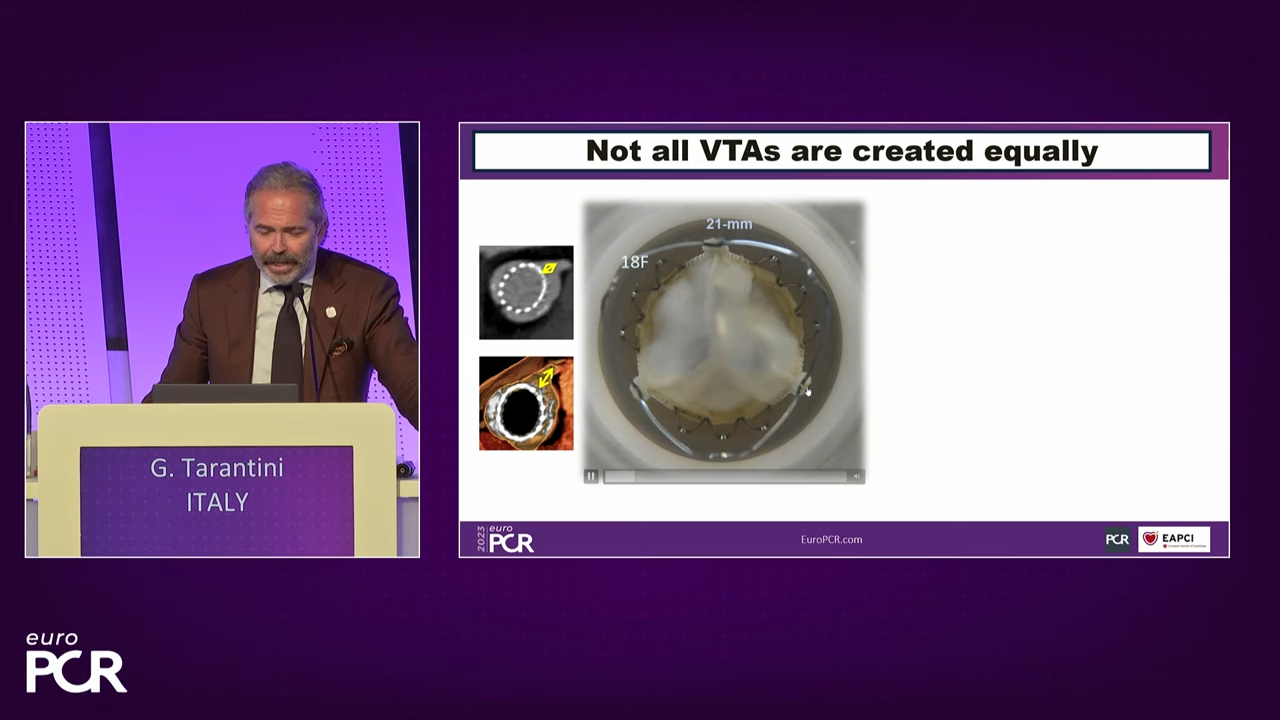 Not all VTAs are created equally
21-mm
18F
G. Tarantini
ITALY
2023
euro
PCR
EuroPCR.com
PCR
EAPCI
euro
PCR